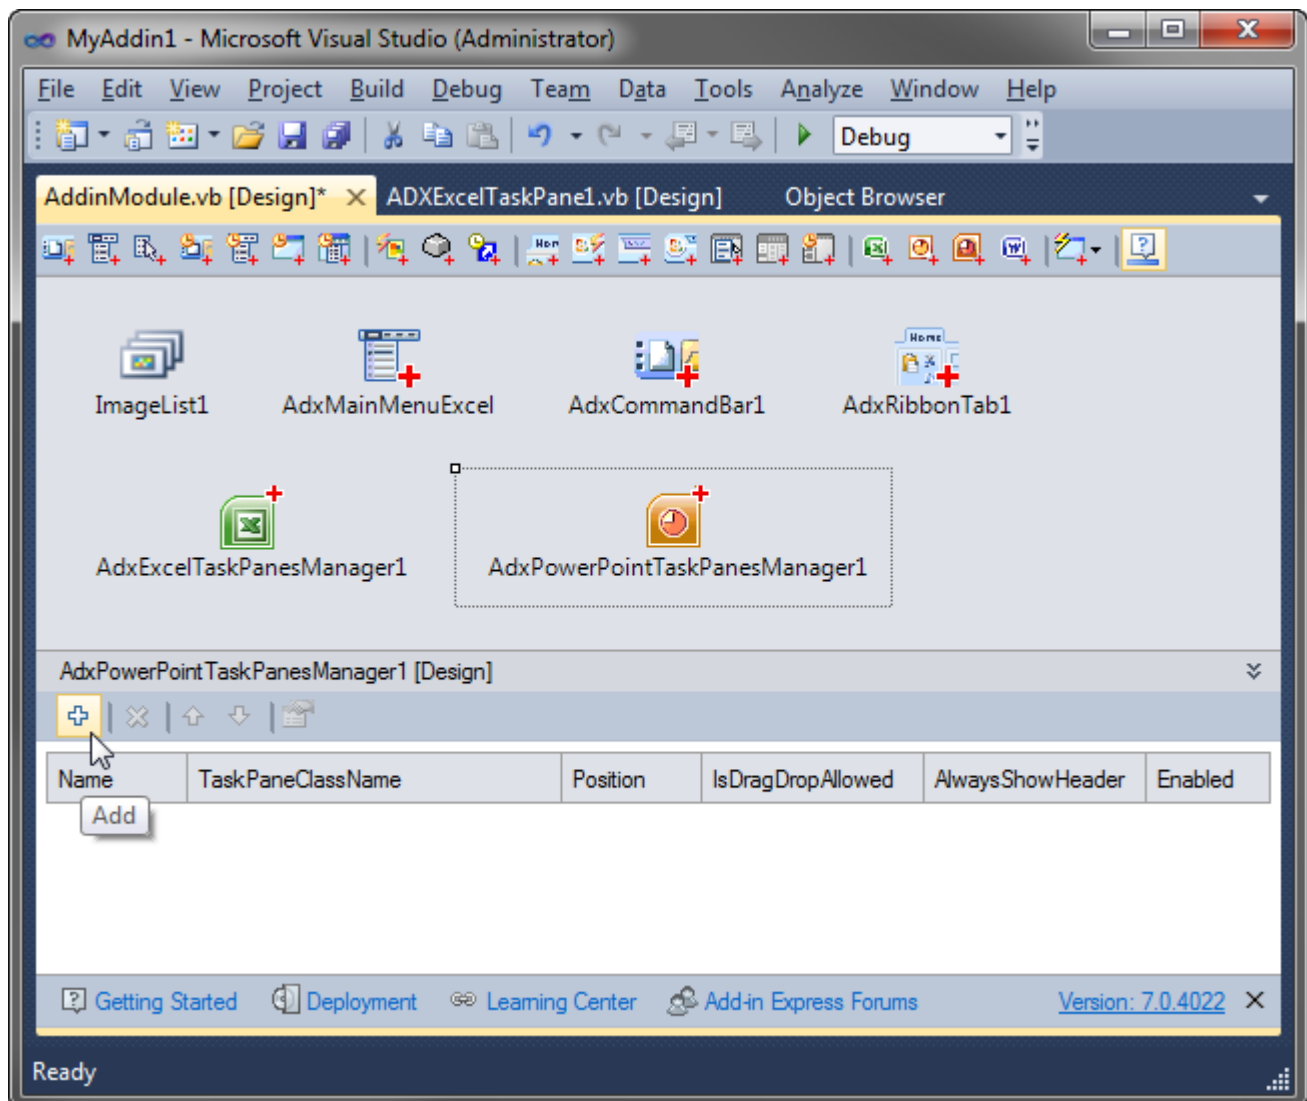 MyAddin1 - Microsoft Visual Studio (Administrator)
File Edit View Project Build Debug Team Data Tools Analyze Window Help
Debug
AddinModule.vb [Design]* ADXExcelTaskPane1.vb [Design] Object Browser
Home
ImageList1 AdxMainMenuExcel AdxCommandBar1 AdxRibbonTab1
AdxExcelTaskPanesManager1 AdxPowerPointTaskPanesManager1
AdxPowerPointTaskPanesManager1 [Design]
Name TaskPaneClassName Position IsDragDropAllowed AlwaysShowHeader Enabled
Add
Getting Started Deployment Learning Center Add-in Express Forums Version: 7.0.4022
Ready